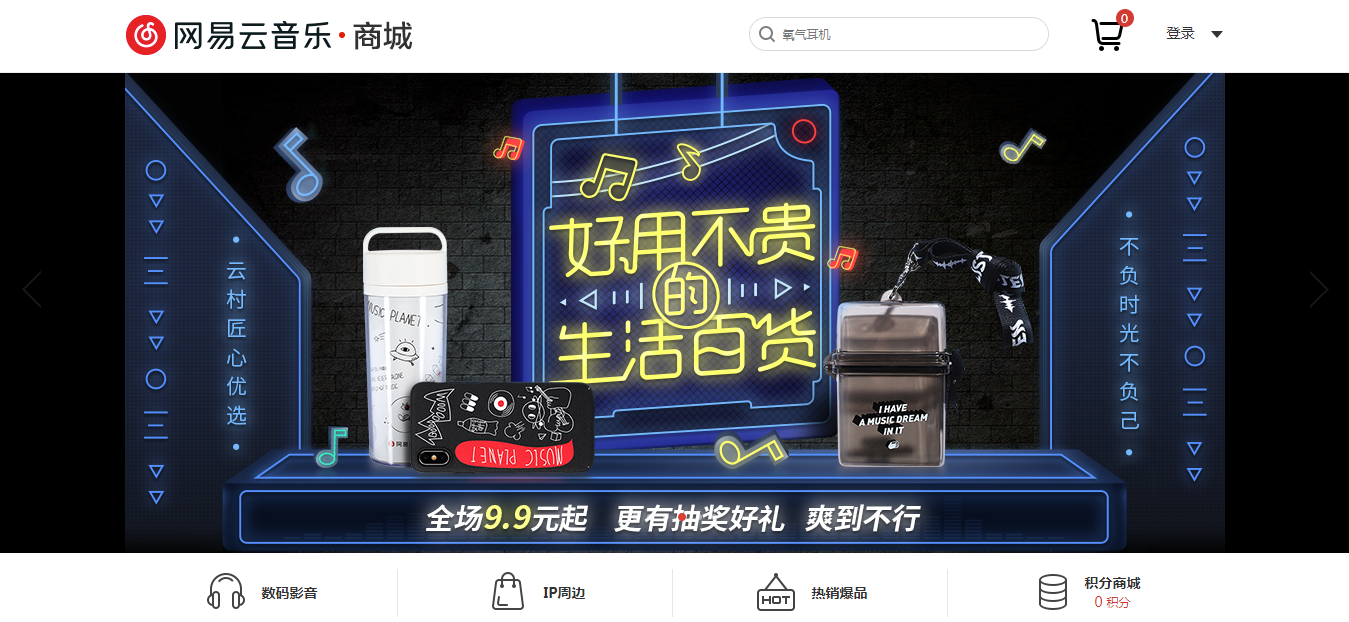 网易云音乐·商城
氧气耳机
0
登录
好用不贵
的
生活百货
云村匠心优选
不负时光不负己
MUSIC PLANET
网易
MUSIC PLANET
I HAVE
A MUSIC DREAM
IN IT
全场9.9元起 更有抽奖好礼 爽到不行
数码影音
IP周边
HOT
热销爆品
积分商城
0 积分